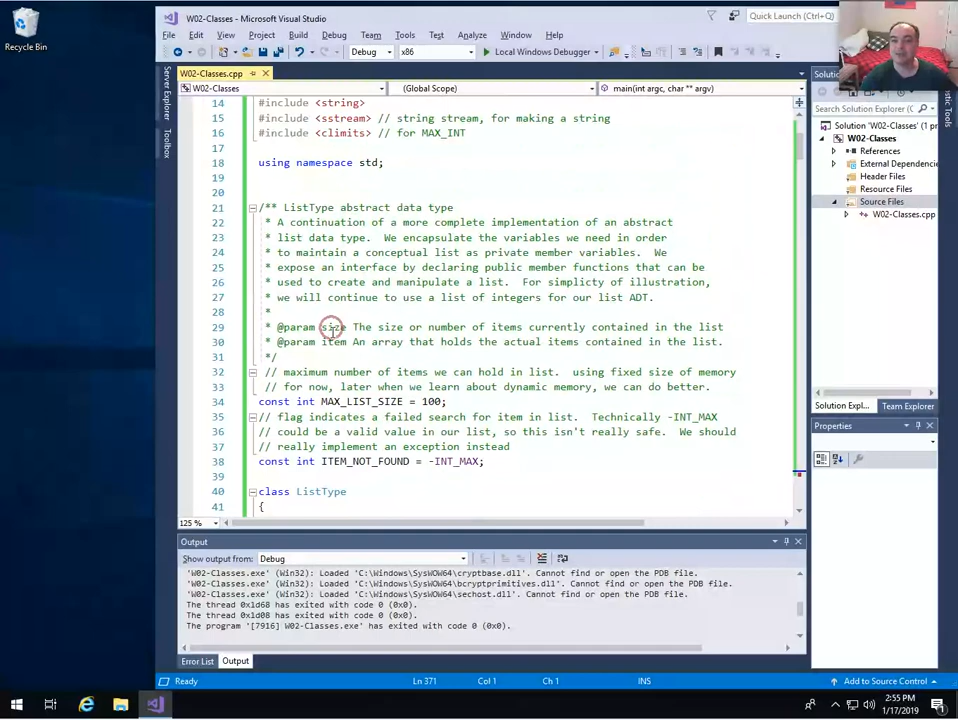 W02-Classes - Microsoft Visual Studio
Quick Launch (Ctrl+Q)
File Edit View Project Build Debug Team Tools Test Analyze Window Help
Debug x86 Local Windows Debugger
Recycle Bin
Server Explorer
Toolbox
W02-Classes.cpp
W02-Classes (Global Scope) main(int argc, char ** argv)
14 #include <string>
15 #include <sstream> // string stream, for making a string
16 #include <climits> // for MAX_INT
17
18 using namespace std;
19
20
21 /** ListType abstract data type
22 * A continuation of a more complete implementation of an abstract
23 * list data type. We encapsulate the variables we need in order
24 * to maintain a conceptual list as private member variables. We
25 * expose an interface by declaring public member functions that can be
26 * used to create and manipulate a list. For simplicty of illustration,
27 * we will continue to use a list of integers for our list ADT.
28 *
29 * @param size The size or number of items currently contained in the list
30 * @param item An array that holds the actual items contained in the list.
31 */
32 // maximum number of items we can hold in list. using fixed size of memory
33 // for now, later when we learn about dynamic memory, we can do better.
34 const int MAX_LIST_SIZE = 100;
35 // flag indicates a failed search for item in list. Technically -INT_MAX
36 // could be a valid value in our list, so this isn't really safe. We should
37 // really implement an exception instead
38 const int ITEM_NOT_FOUND = -INT_MAX;
39
40 class ListType
41 {
125 %
Output
Show output from: Debug
'W02-Classes.exe' (Win32): Loaded 'C:\Windows\SysWOW64\cryptbase.dll'. Cannot find or open the PDB file.
'W02-Classes.exe' (Win32): Loaded 'C:\Windows\SysWOW64\bcryptprimitives.dll'. Cannot find or open the PDB file.
'W02-Classes.exe' (Win32): Loaded 'C:\Windows\SysWOW64\sechost.dll'. Cannot find or open the PDB file.
The thread 0x1d68 has exited with code 0 (0x0).
The thread 0x1d08 has exited with code 0 (0x0).
The program '[7916] W02-Classes.exe' has exited with code 0 (0x0).
Error List Output
Search Solution Explorer
Solution 'W02-Classes'
W02-Classes
References
External Dependencie
Header Files
Resource Files
Source Files
W02-Classes.cpp
Solution Expl... Team Explorer
Properties
Ready Ln 371 Col 1 Ch 1 INS Add to Source Control
2:55 PM
1/17/2019